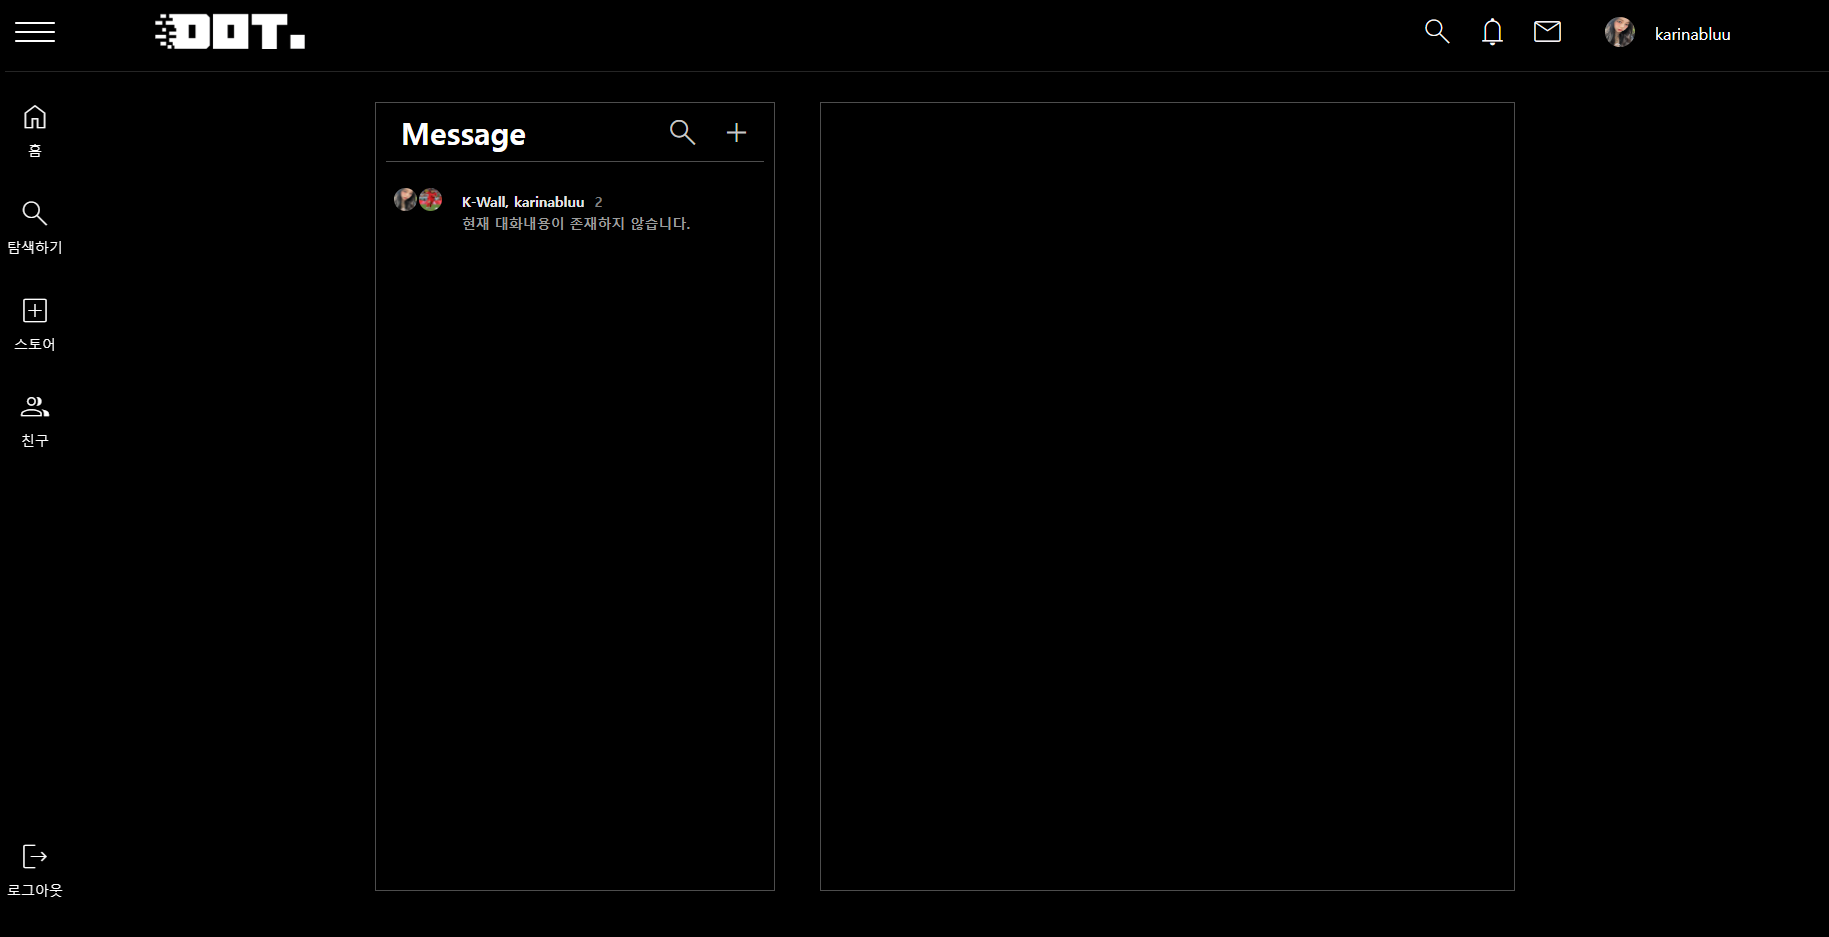 DOT.
karinabluu
홈
탐색하기
스토어
친구
로그아웃
Message
K-Wall, karinabluu 2
현재 대화내용이 존재하지 않습니다.